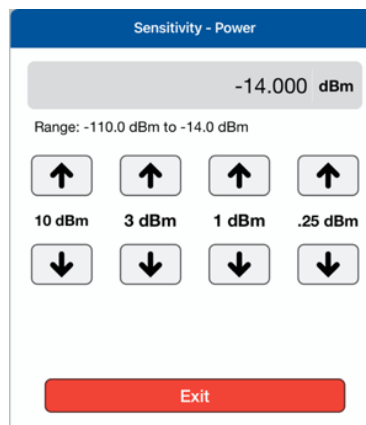 Sensitivity - Power
-14.000 dBm
Range: -110.0 dBm to -14.0 dBm
10 dBm 3 dBm 1 dBm .25 dBm
Exit